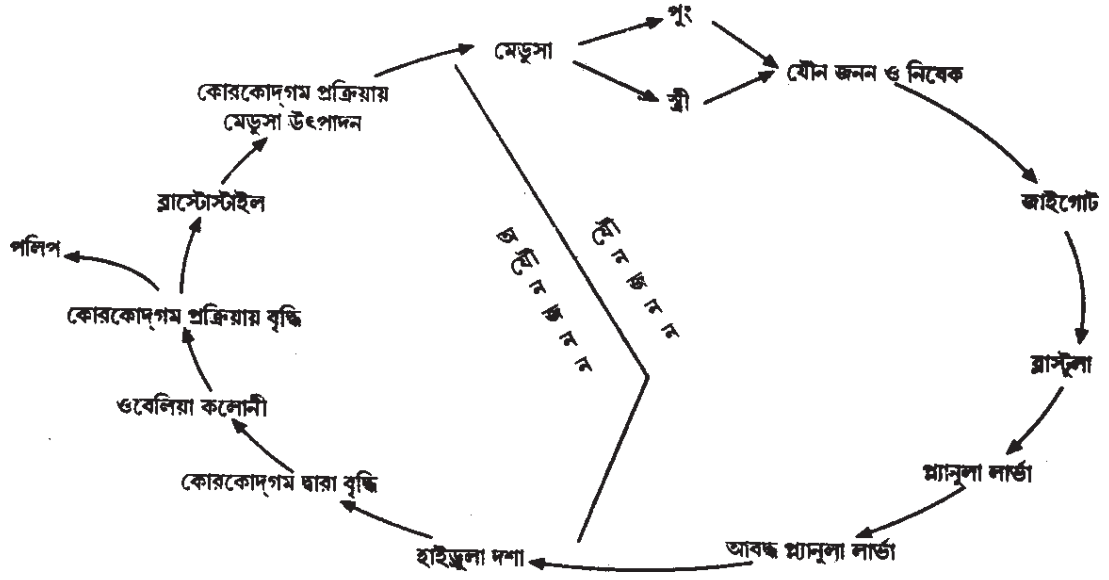 পুং
মেডুসা
যৌন জনন ও নিষেক
স্ত্রী
কোরকোদ্‌গম প্রক্রিয়ায়
মেডুসা উৎপাদন
জাইগোট
ব্লাস্টোস্টাইল
পলিপ
যৌন জনন
অযৌন জনন
কোরকোদ্‌গম প্রক্রিয়ায় বৃদ্ধি
ব্লাস্টুলা
ওবেলিয়া কলোনী
প্ল্যানুলা লার্ভা
কোরকোদ্‌গম দ্বারা বৃদ্ধি
আবদ্ধ প্ল্যানুলা লার্ভা
হাইড্রুলা দশা